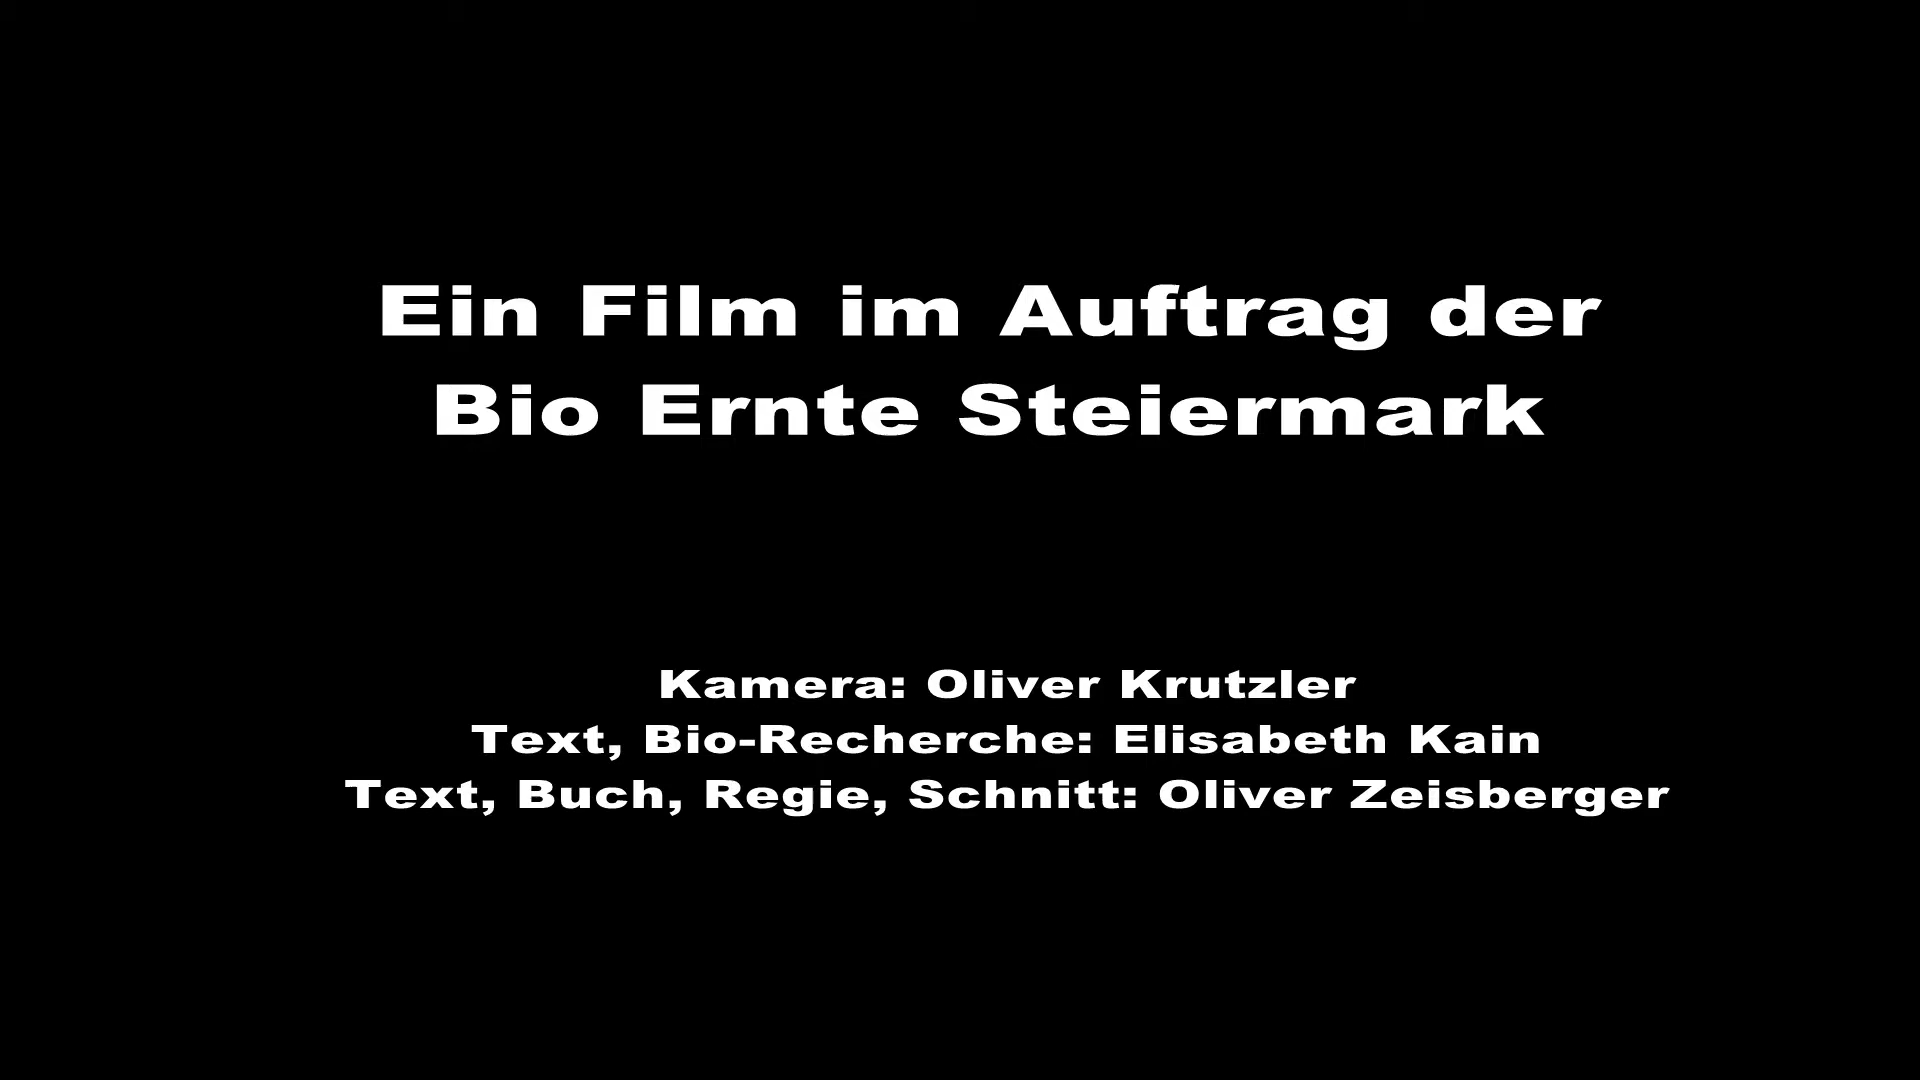 Ein Film im Auftrag der
Bio Ernte Steiermark
Kamera: Oliver Krutzler
Text, Bio-Recherche: Elisabeth Kain
Text, Buch, Regie, Schnitt: Oliver Zeisberger